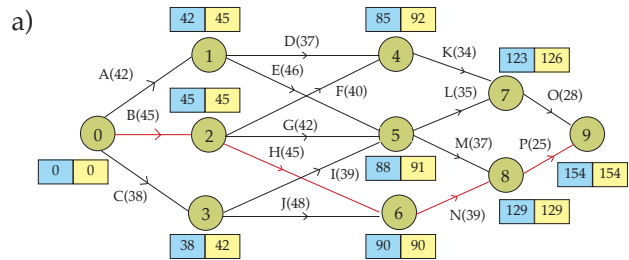 a)
42 45
85 92
1
D(37)
4
K(34)
123 126
A(42)
E(46)
F(40)
L(35)
7
O(28)
B(45)
45 45
0
2
G(42)
5
M(37)
P(25)
9
H(45)
0 0
I(39)
88 91
8
154 154
C(38)
3
J(48)
6
N(39)
129 129
38 42
90 90